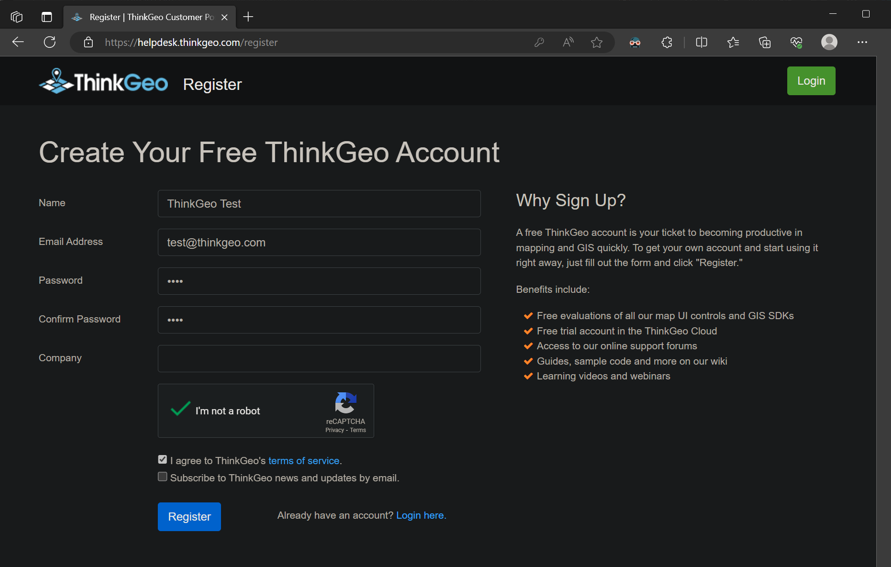 Register | ThinkGeo Customer Po
https://helpdesk.thinkgeo.com/register
ThinkGeo
Register
Login
Create Your Free ThinkGeo Account
Name
ThinkGeo Test
Email Address
test@thinkgeo.com
Password
••••
Confirm Password
••••
Company
I'm not a robot
reCAPTCHA
Privacy - Terms
I agree to ThinkGeo's terms of service.
Subscribe to ThinkGeo news and updates by email.
Register
Already have an account? Login here.
Why Sign Up?
A free ThinkGeo account is your ticket to becoming productive in
mapping and GIS quickly. To get your own account and start using it
right away, just fill out the form and click "Register."
Benefits include:
Free evaluations of all our map UI controls and GIS SDKs
Free trial account in the ThinkGeo Cloud
Access to our online support forums
Guides, sample code and more on our wiki
Learning videos and webinars